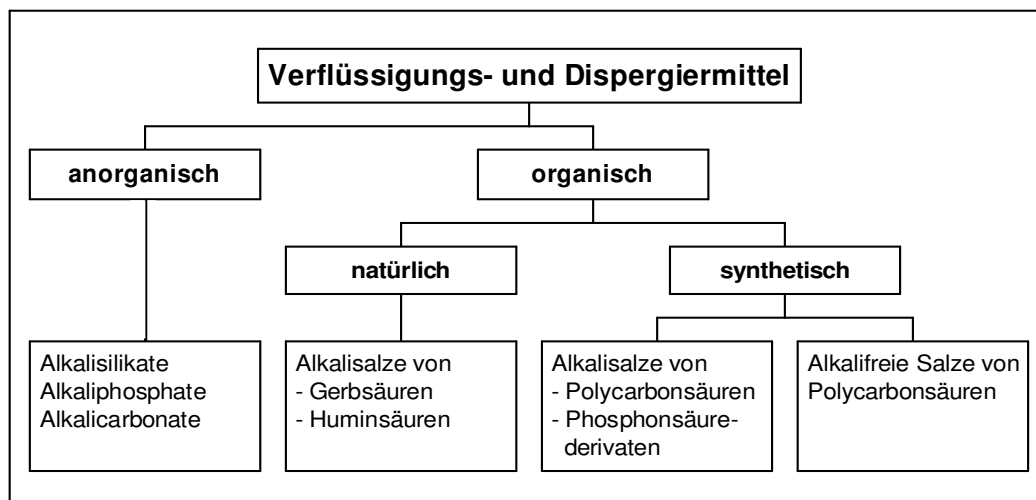 Verflüssigungs- und Dispergiermittel
anorganisch
organisch
natürlich
synthetisch
Alkalisilikate
Alkaliphosphate
Alkalicarbonate
Alkalisalze von
- Gerbsäuren
- Huminsäuren
Alkalisalze von
- Polycarbonsäuren
- Phosphonsäure-
derivaten
Alkalifreie Salze von
Polycarbonsäuren